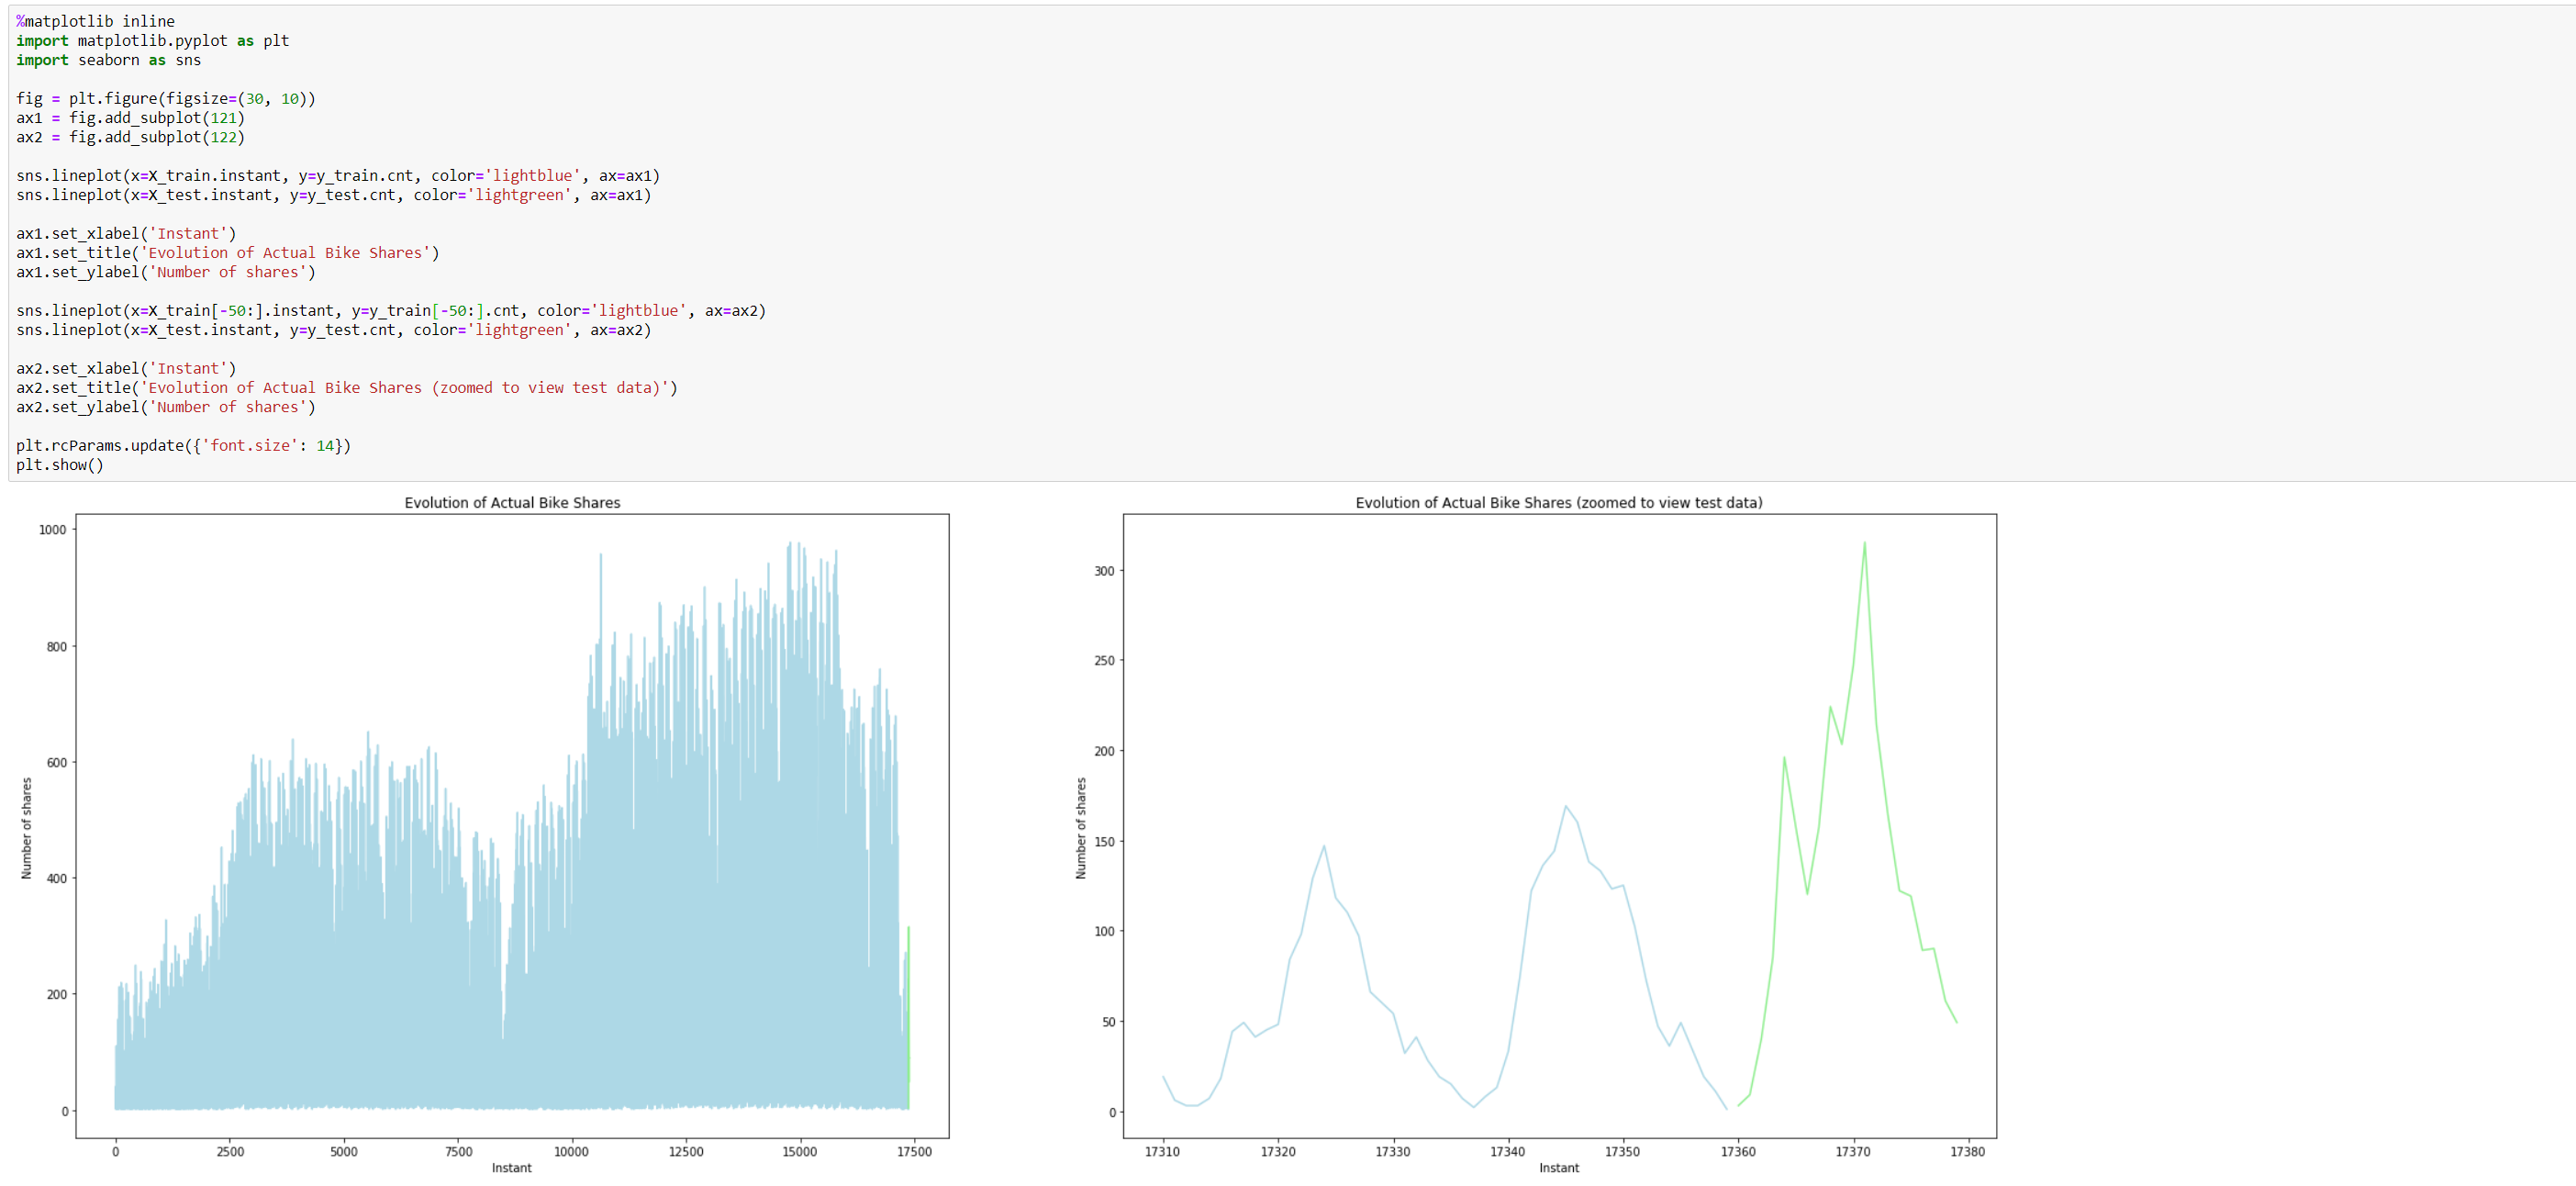 %matplotlib inline
import matplotlib.pyplot as plt
import seaborn as sns
fig = plt.figure(figsize=(30, 10))
ax1 = fig.add_subplot(121)
ax2 = fig.add_subplot(122)
sns.lineplot(x=X_train.instant, y=y_train.cnt, color='lightblue', ax=ax1)
sns.lineplot(x=X_test.instant, y=y_test.cnt, color='lightgreen', ax=ax1)
ax1.set_xlabel('Instant')
ax1.set_title('Evolution of Actual Bike Shares')
ax1.set_ylabel('Number of shares')
sns.lineplot(x=X_train[-50:].instant, y=y_train[-50:].cnt, color='lightblue', ax=ax2)
sns.lineplot(x=X_test.instant, y=y_test.cnt, color='lightgreen', ax=ax2)
ax2.set_xlabel('Instant')
ax2.set_title('Evolution of Actual Bike Shares (zoomed to view test data)')
ax2.set_ylabel('Number of shares')
plt.rcParams.update({'font.size': 14})
plt.show()
Evolution of Actual Bike Shares
1000
800
600
400
200
0
Number of shares
0 2500 5000 7500 10000 12500 15000 17500
Instant
Evolution of Actual Bike Shares (zoomed to view test data)
300
250
200
150
100
50
0
Number of shares
17310 17320 17330 17340 17350 17360 17370 17380
Instant